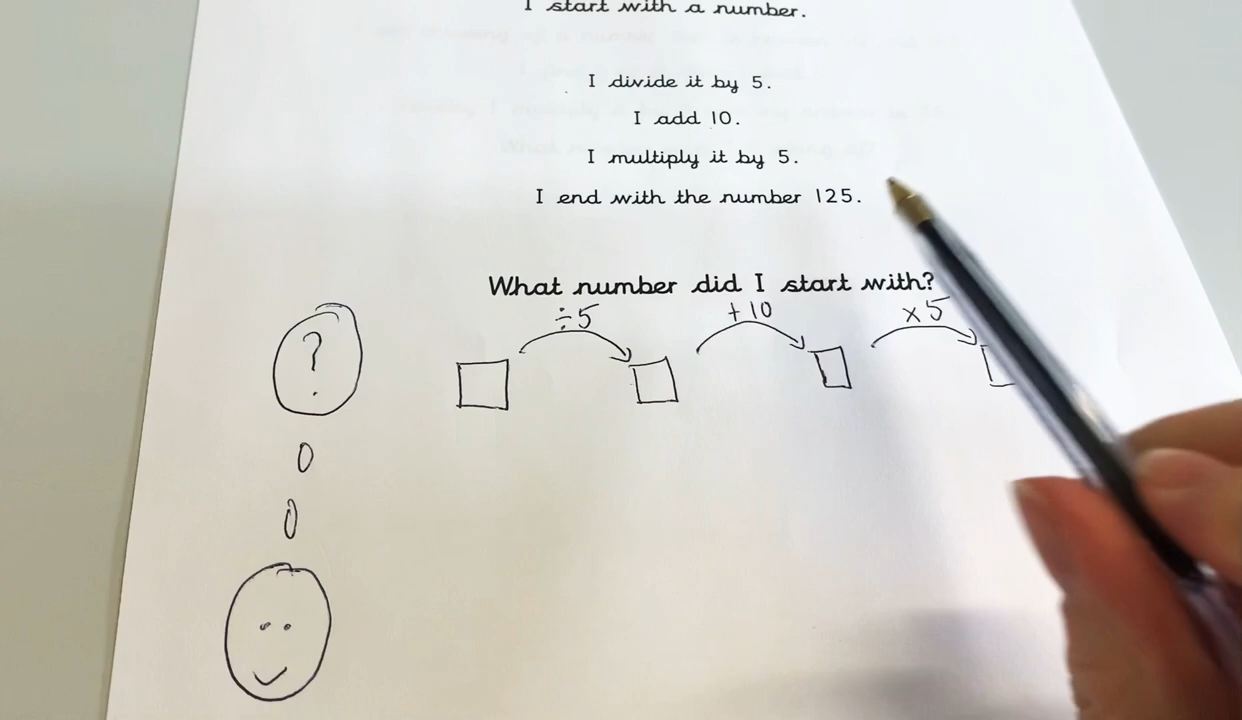 I start with a number.
I divide it by 5.
I add 10.
I multiply it by 5.
I end with the number 125.
What number did I start with?
÷5 +10 ×5
?